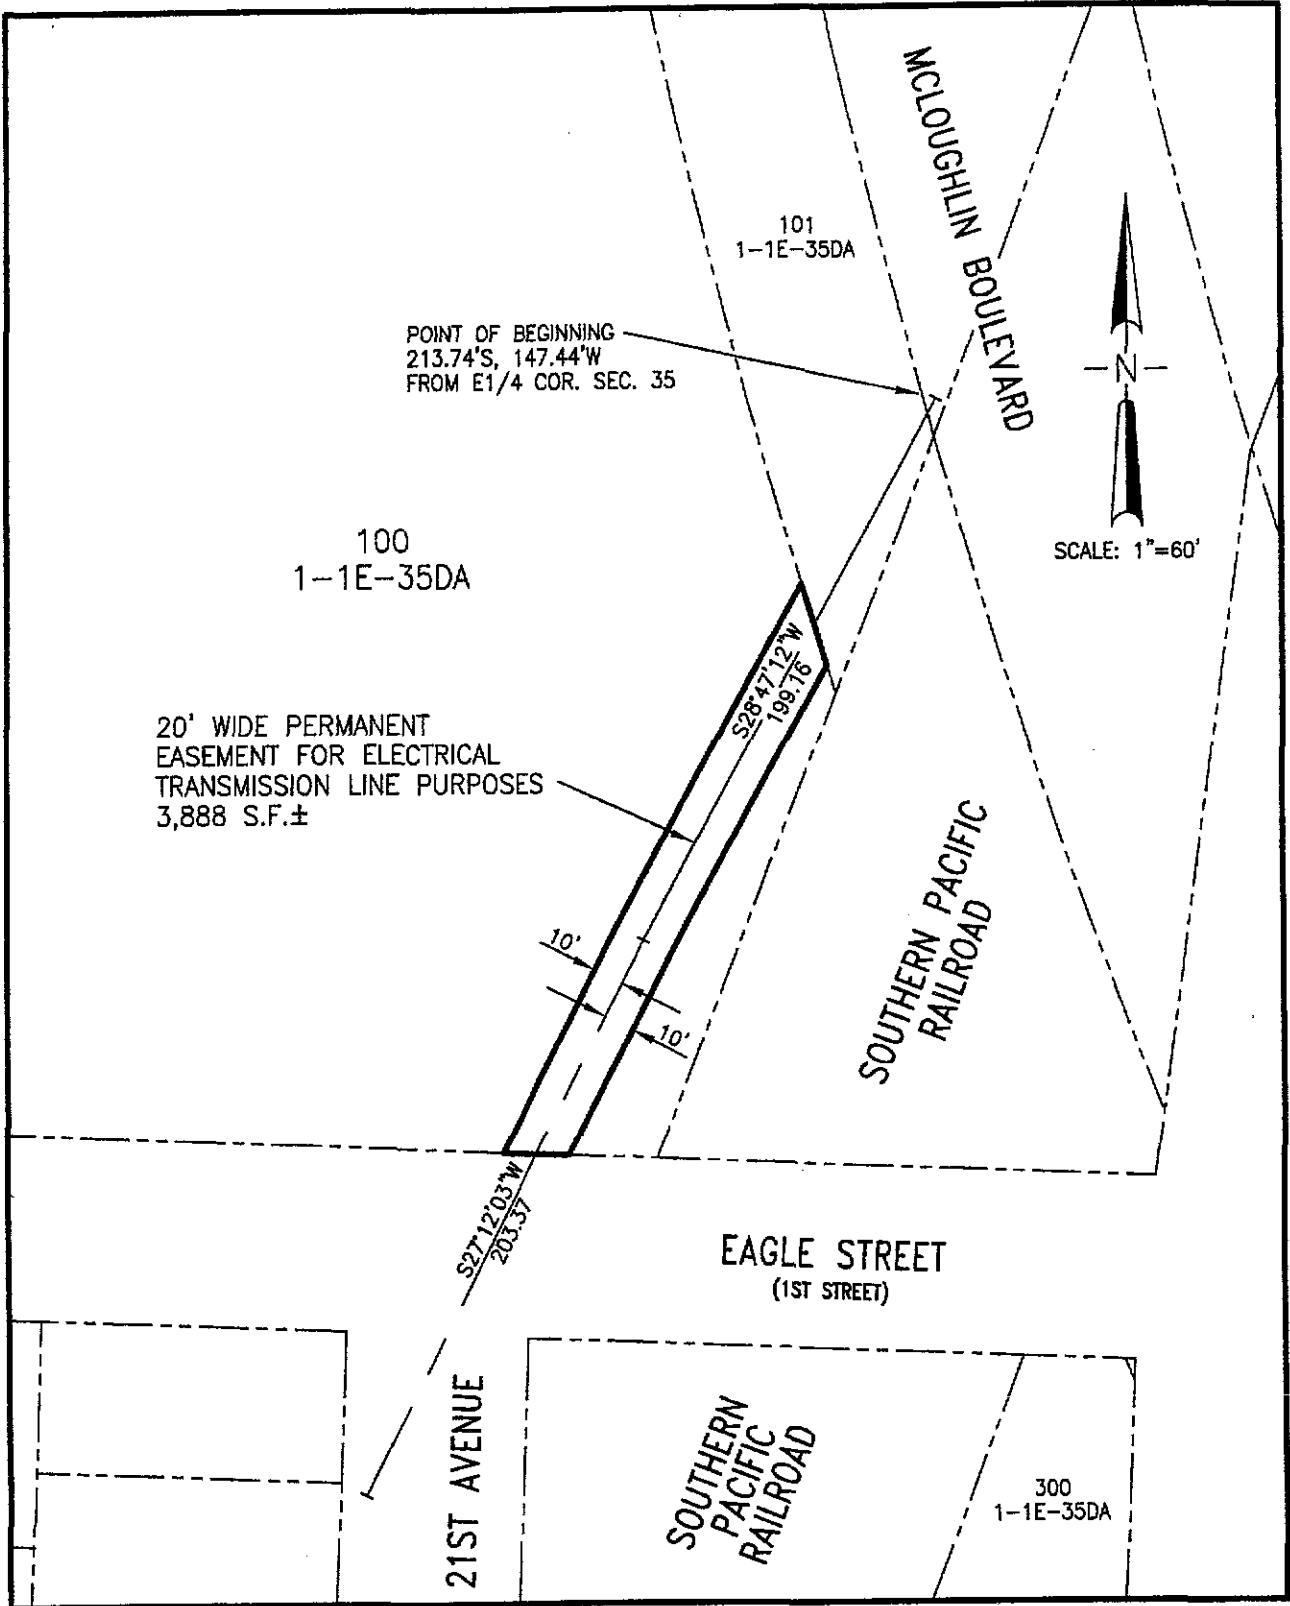 MCLOUGHLIN BOULEVARD
101
1-1E-35DA
POINT OF BEGINNING
213.74'S, 147.44'W
FROM E1/4 COR. SEC. 35
N
SCALE: 1"=60'
100
1-1E-35DA
S28°47'12"W
199.16
20' WIDE PERMANENT
EASEMENT FOR ELECTRICAL
TRANSMISSION LINE PURPOSES
3,888 S.F.±
SOUTHERN PACIFIC
RAILROAD
10'
10'
S27°12'03"W
203.37
EAGLE STREET
(1ST STREET)
21ST AVENUE
SOUTHERN
PACIFIC
RAILROAD
300
1-1E-35DA